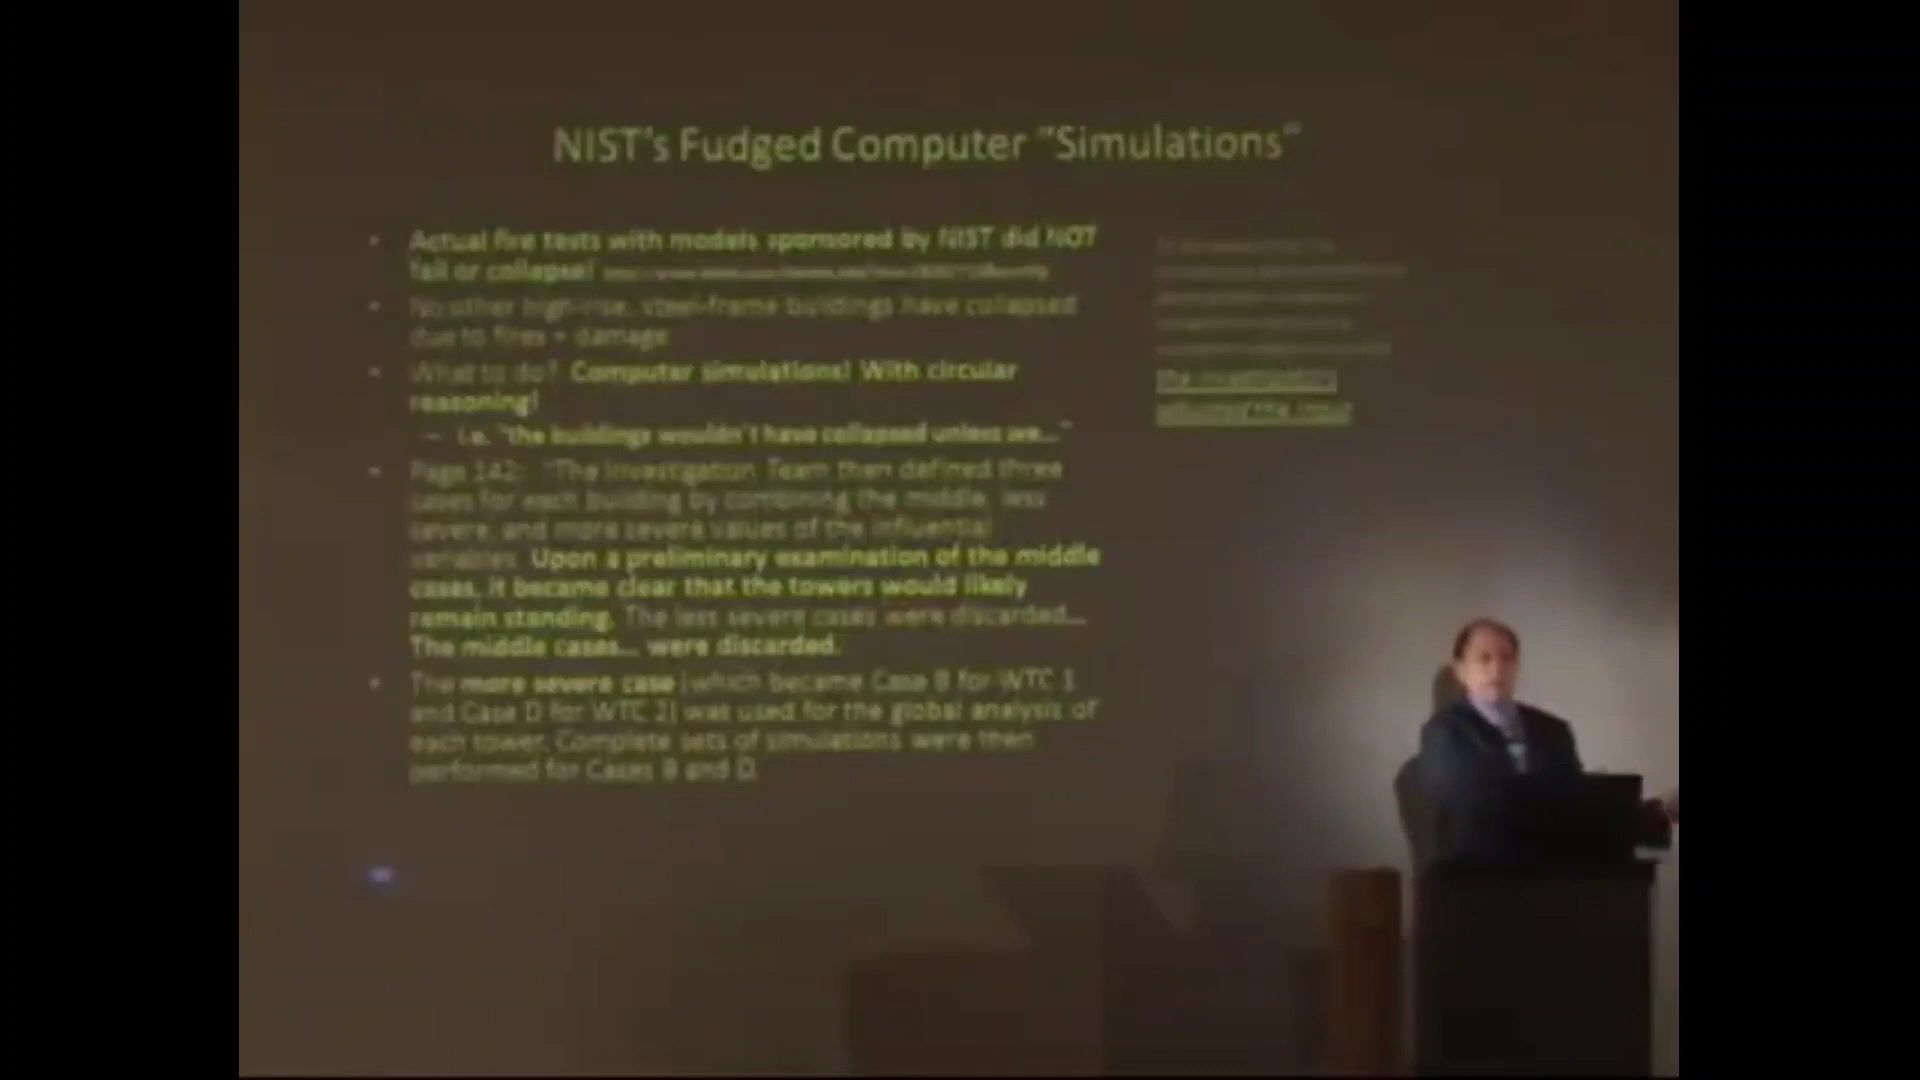 NIST's Fudged Computer "Simulations"
Actual fire tests with models sponsored by NIST did NOT
fail or collapse!
No other high-rise, steel-frame buildings have collapsed
due to fires + damage
What to do? Computer simulations! With circular
reasoning!
– i.e. "the buildings wouldn't have collapsed unless we..."
Page 142: "The Investigation Team then defined three
cases for each building by combining the middle, less
severe, and more severe values of the influential
variables. Upon a preliminary examination of the middle
cases, it became clear that the towers would likely
remain standing. The less severe cases were discarded...
The middle cases... were discarded.
The more severe case (which became Case B for WTC 1
and Case D for WTC 2) was used for the global analysis of
each tower. Complete sets of simulations were then
performed for Cases B and D.
the investigators
adjusted the input